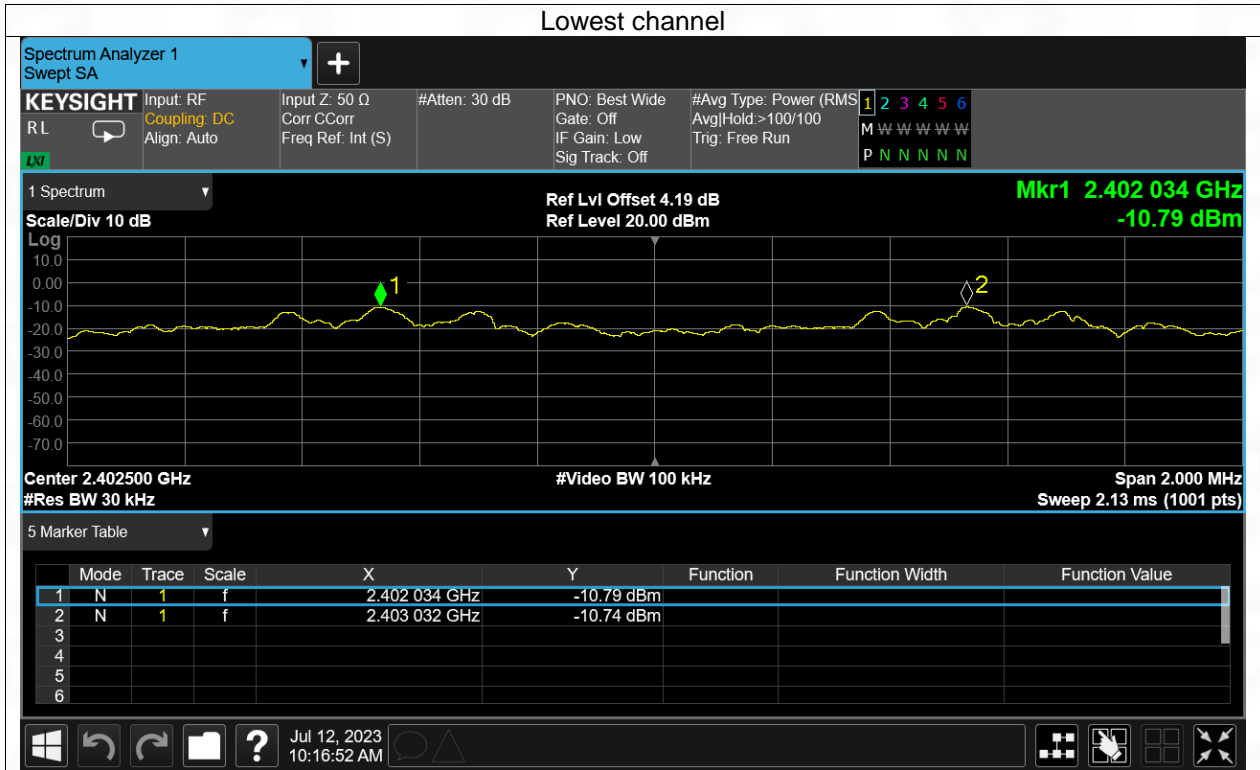 Lowest channel
Spectrum Analyzer 1
Swept SA
KEYSIGHT Input: RF Input Z: 50 Ω #Atten: 30 dB PNO: Best Wide #Avg Type: Power (RMS 1 2 3 4 5 6
RL Coupling: DC Corr CCorr Gate: Off Avg|Hold:>100/100 M W W W W W
Align: Auto Freq Ref: Int (S) IF Gain: Low Trig: Free Run
LXI Sig Track: Off P N N N N N
1 Spectrum Ref Lvl Offset 4.19 dB Mkr1 2.402 034 GHz
Scale/Div 10 dB Ref Level 20.00 dBm -10.79 dBm
Log
10.0
0.00 1 2
-10.0
-20.0
-30.0
-40.0
-50.0
-60.0
-70.0
Center 2.402500 GHz #Video BW 100 kHz Span 2.000 MHz
#Res BW 30 kHz Sweep 2.13 ms (1001 pts)
5 Marker Table
Mode Trace Scale X Y Function Function Width Function Value
1 N 1 f 2.402 034 GHz -10.79 dBm
2 N 1 f 2.403 032 GHz -10.74 dBm
3
4
5
6
? Jul 12, 2023
10:16:52 AM